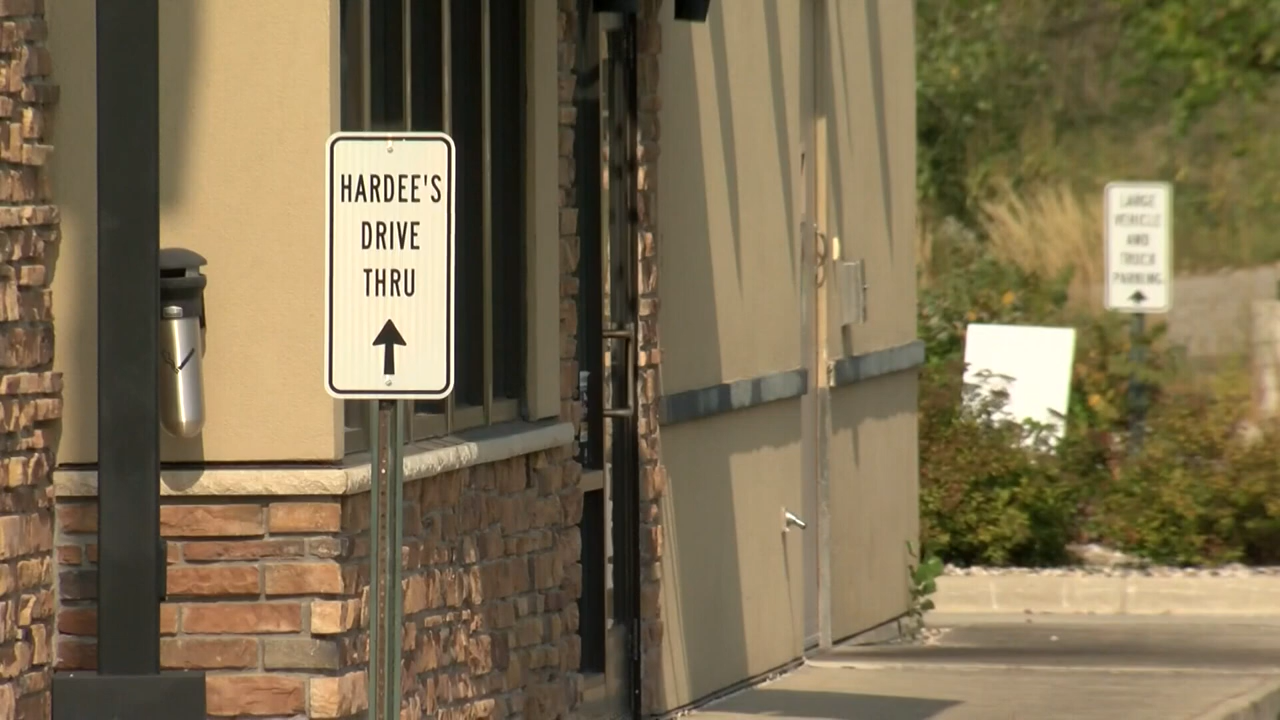 HARDEE'S
DRIVE
THRU
LARGE
VEHICLE
AND
TRUCK
PARKING